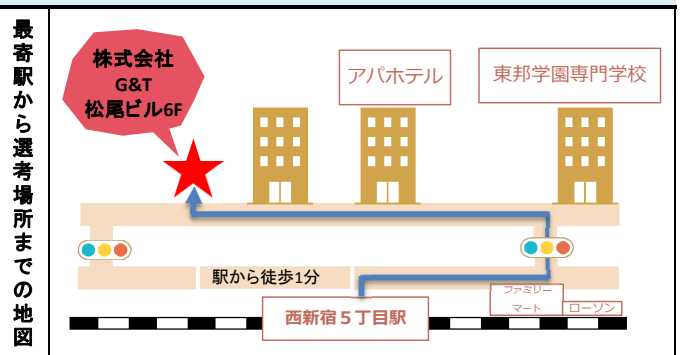 最寄駅から選考場所までの地図
株式会社
G&T
松尾ビル6F
アパホテル
東邦学園専門学校
駅から徒歩1分
西新宿５丁目駅
ファミリー
マート
ローソン